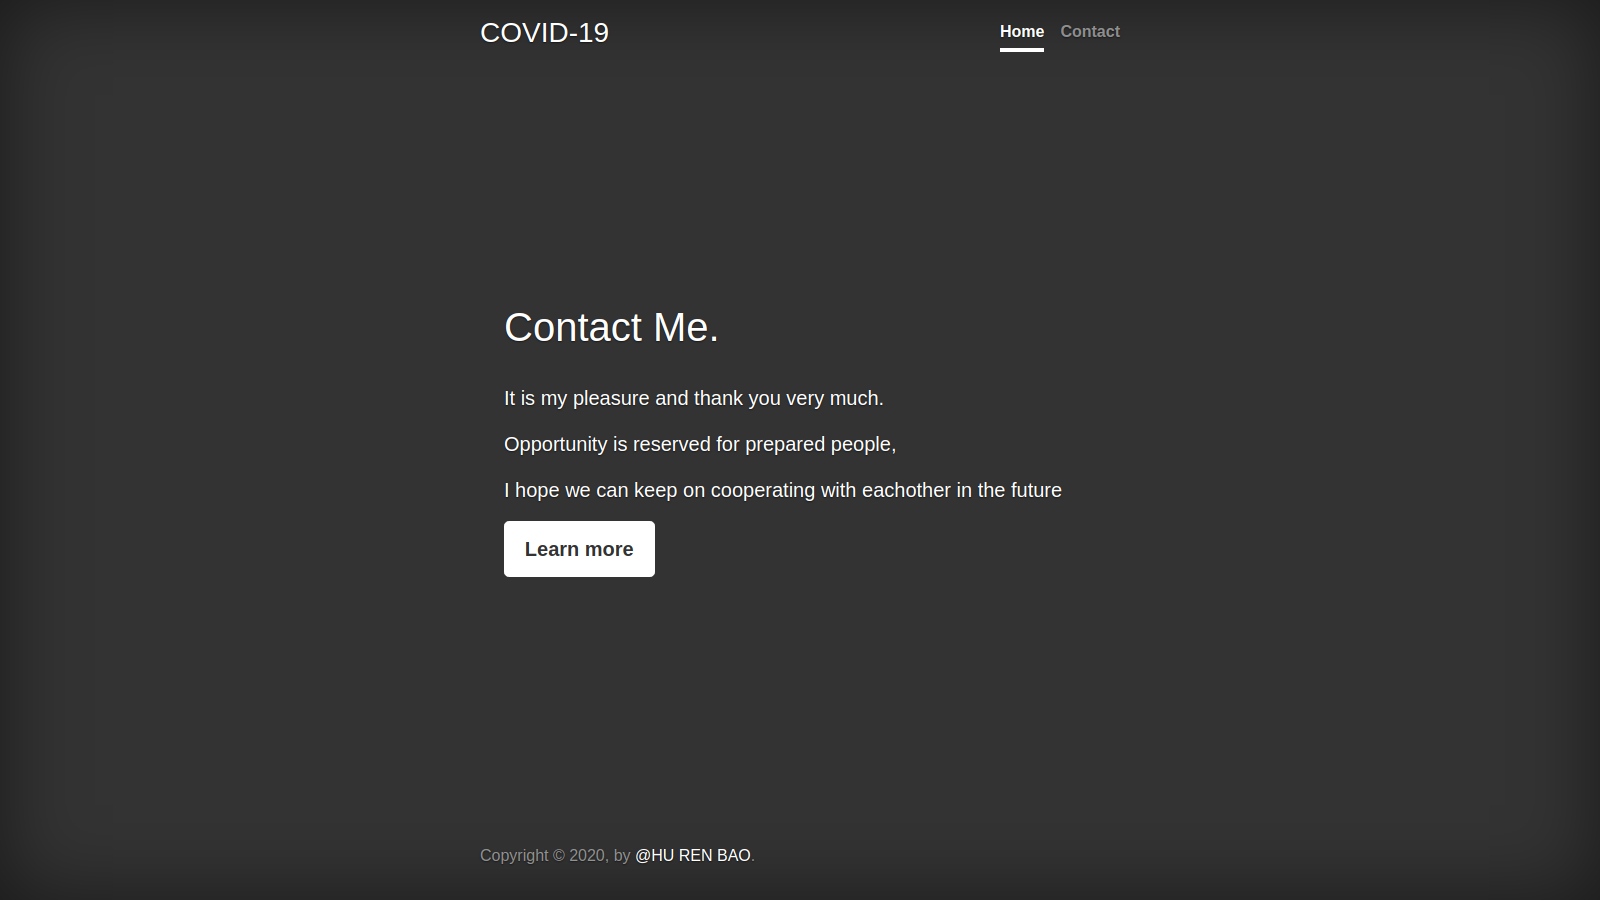 COVID-19
Home Contact
Contact Me.
It is my pleasure and thank you very much.
Opportunity is reserved for prepared people,
I hope we can keep on cooperating with eachother in the future
Learn more
Copyright © 2020, by @HU REN BAO.